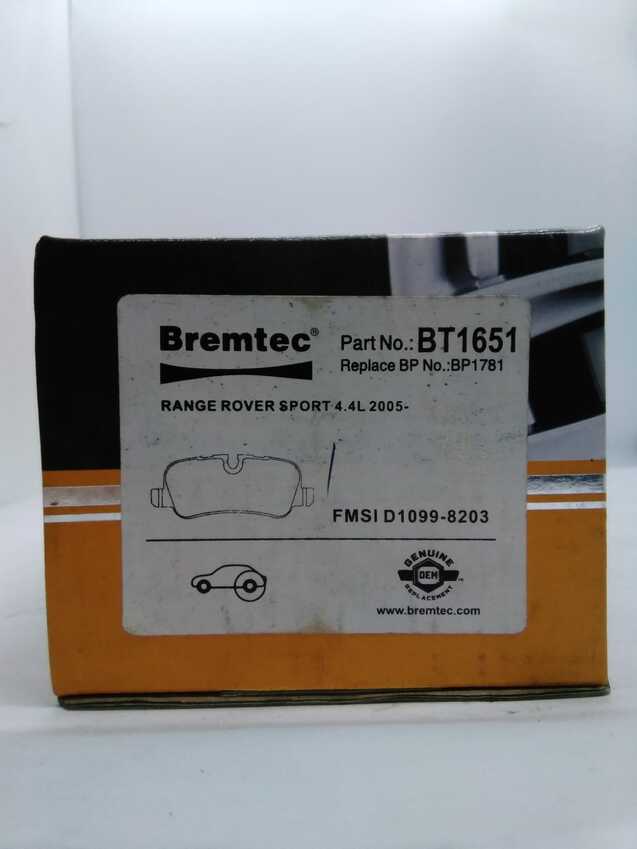 Bremtec®
Part No.: BT1651
Replace BP No.:BP1781
RANGE ROVER SPORT 4.4L 2005-
FMSI D1099-8203
GENUINE
OEM
REPLACEMENT
™
www.bremtec.com